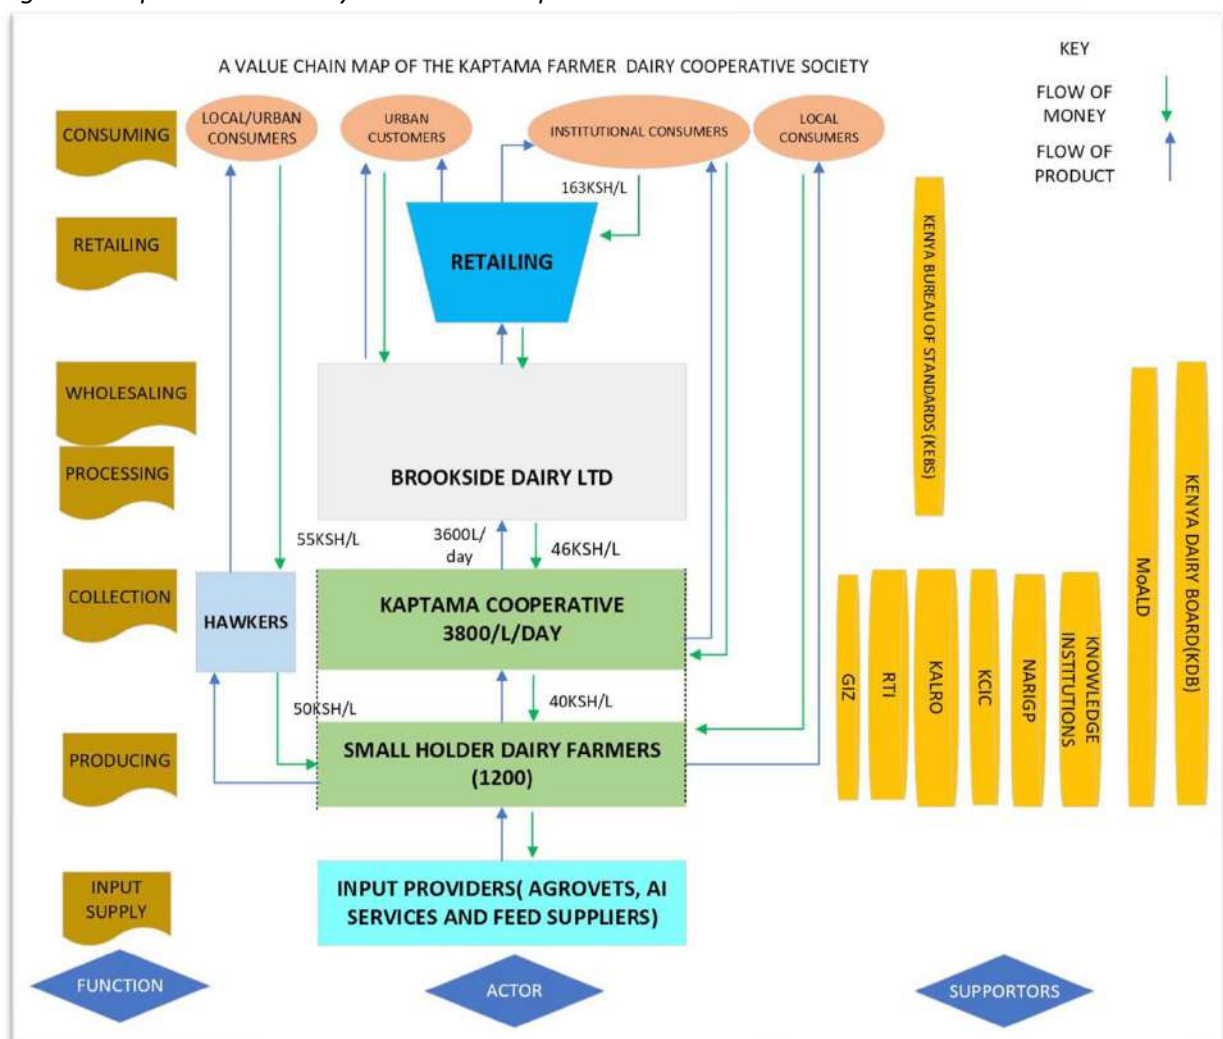 A VALUE CHAIN MAP OF THE KAPTAMA FARMER DAIRY COOPERATIVE SOCIETY
KEY
FLOW OF
MONEY
FLOW OF
PRODUCT
CONSUMING
LOCAL/URBAN
CONSUMERS
URBAN
CUSTOMERS
INSTITUTIONAL CONSUMERS
LOCAL
CONSUMERS
163KSH/L
RETAILING
RETAILING
WHOLESALING
PROCESSING
BROOKSIDE DAIRY LTD
55KSH/L
3600L/
day
46KSH/L
COLLECTION
HAWKERS
KAPTAMA COOPERATIVE
3800/L/DAY
50KSH/L
40KSH/L
PRODUCING
SMALL HOLDER DAIRY FARMERS
(1200)
INPUT
SUPPLY
INPUT PROVIDERS( AGROVETS, AI
SERVICES AND FEED SUPPLIERS)
KENYA BUREAU OF STANDARDS (KEBS)
GIZ
RTI
KALRO
KCIC
NARIGP
KNOWLEDGE
INSTITUTIONS
MoALD
KENYA DAIRY BOARD(KDB)
FUNCTION
ACTOR
SUPPORTORS